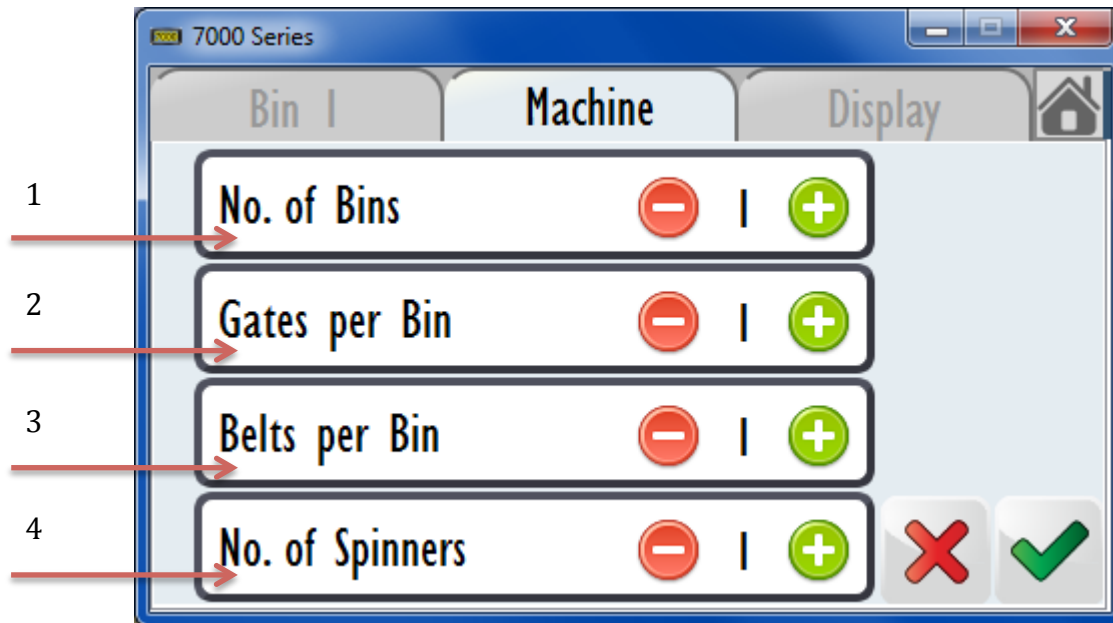 7000 Series
Bin 1
Machine
Display
1
No. of Bins 1
2
Gates per Bin 1
3
Belts per Bin 1
4
No. of Spinners 1